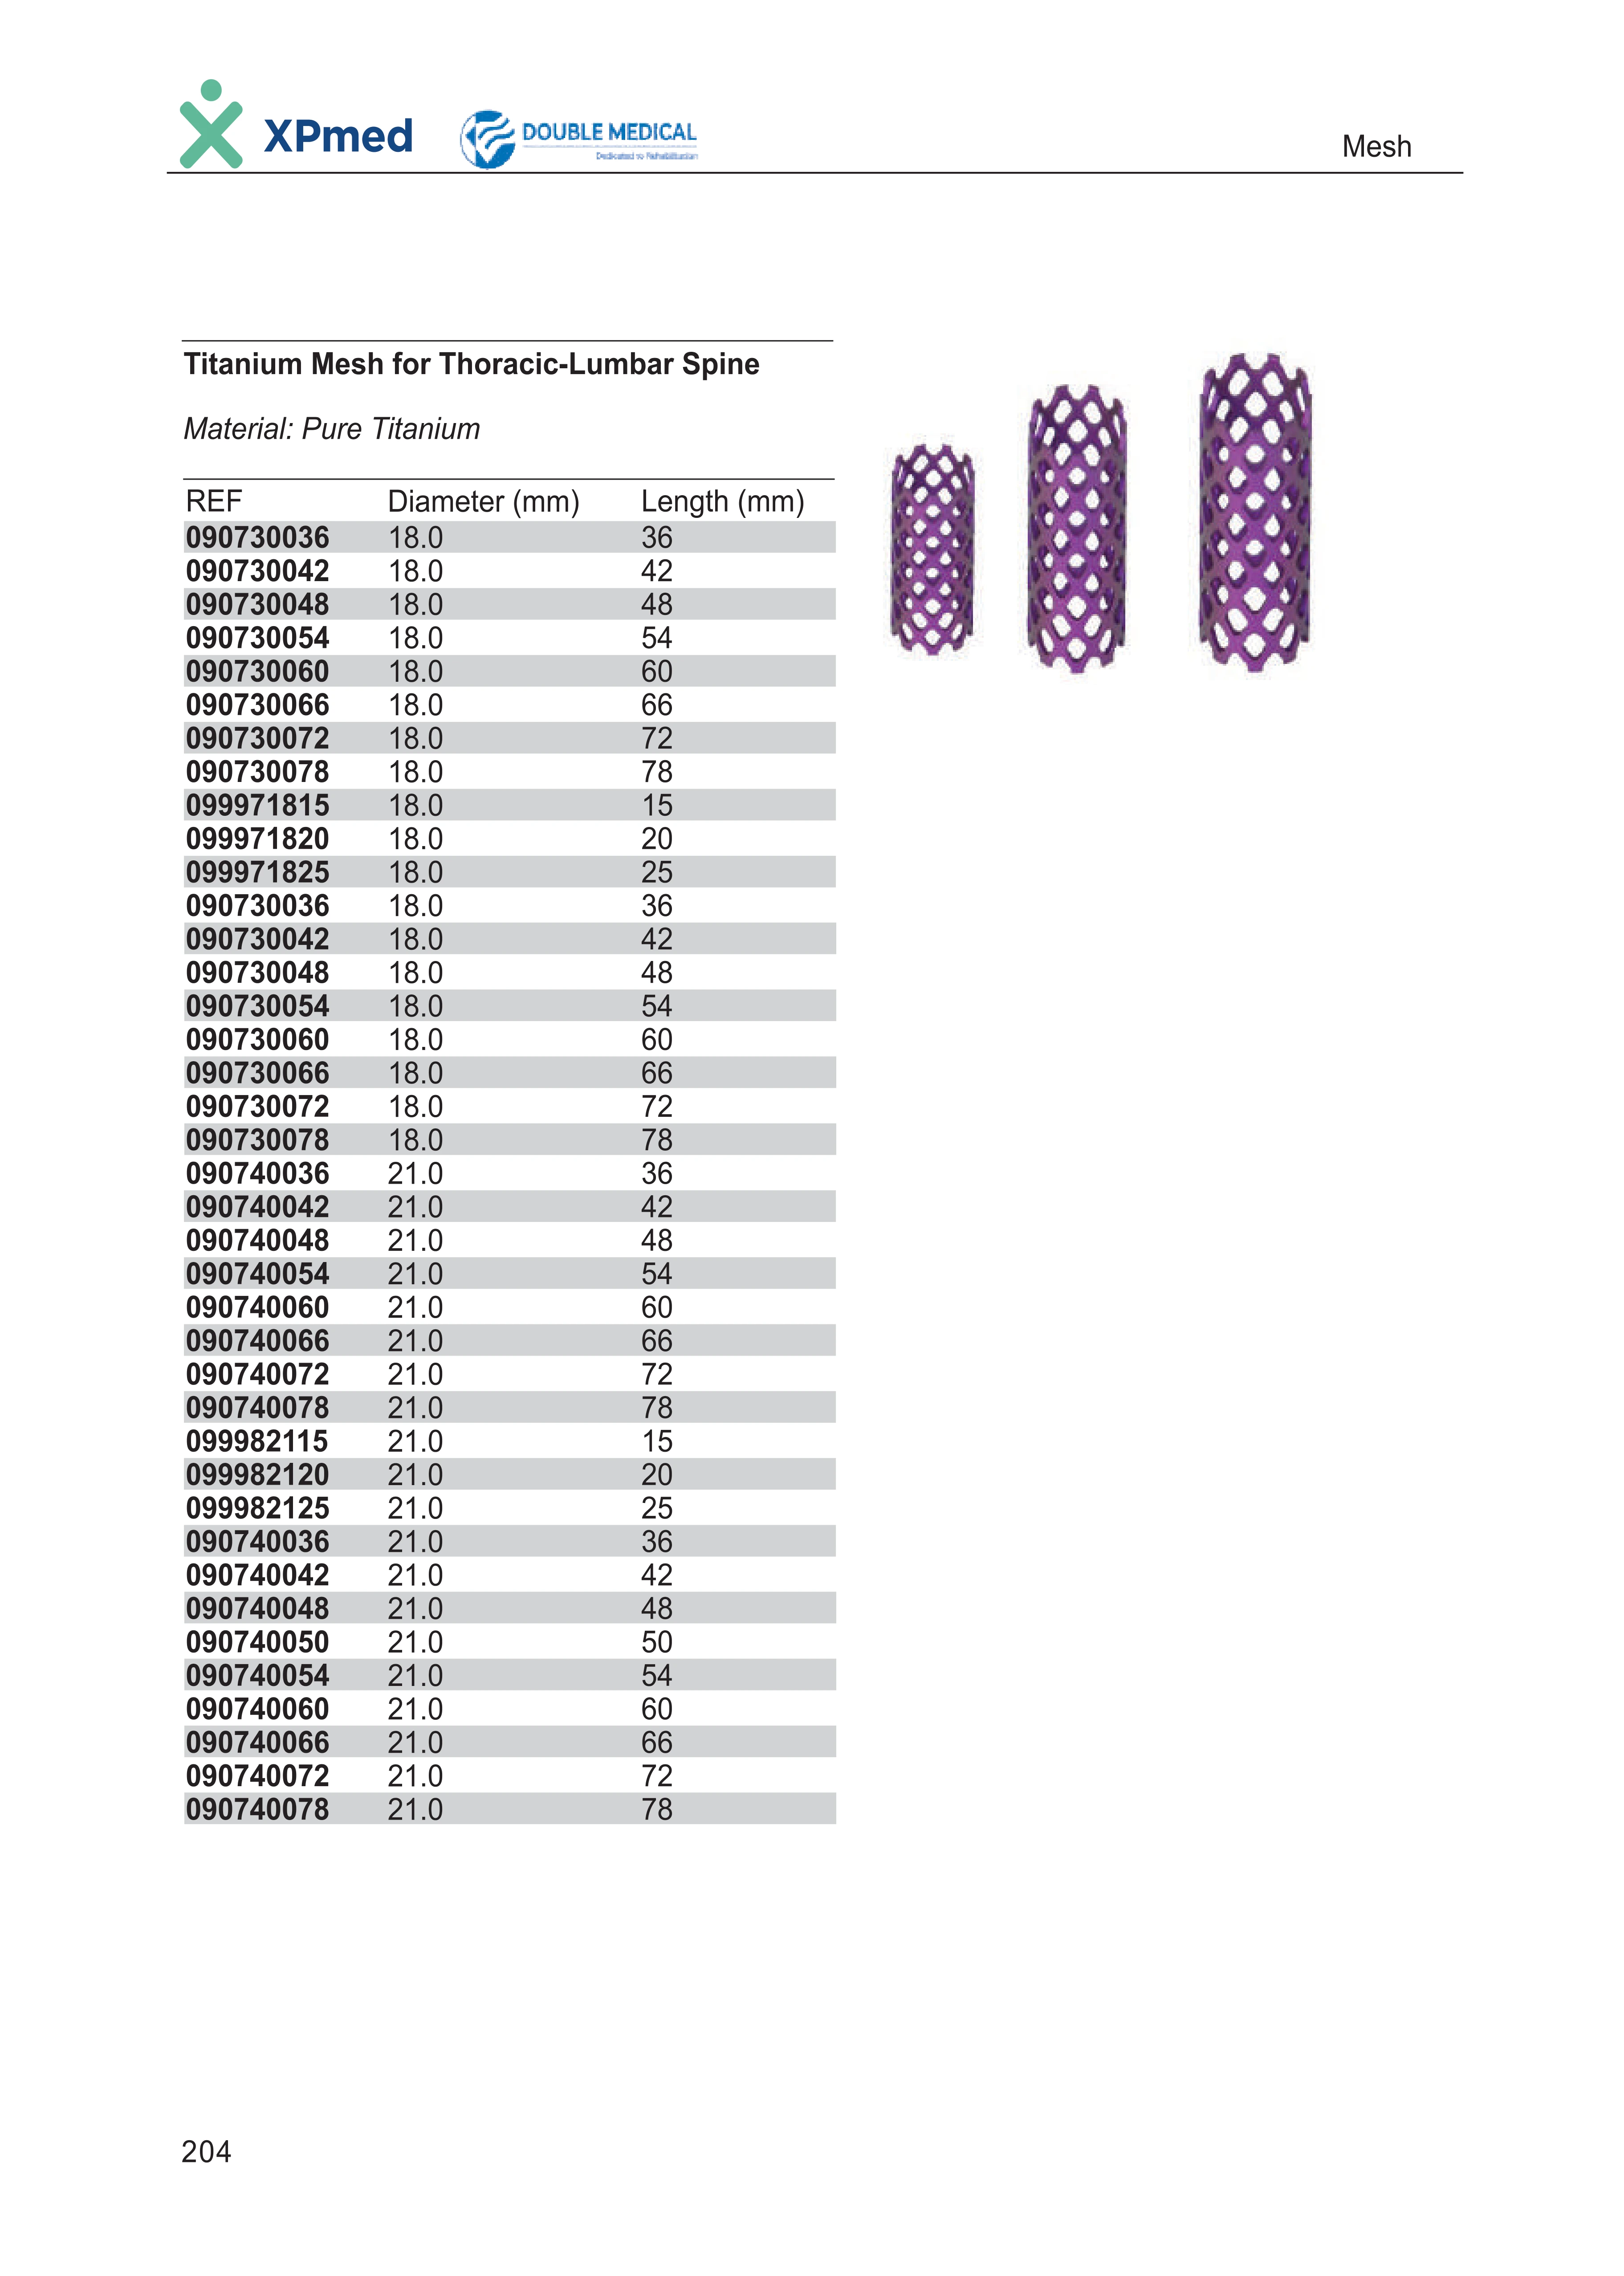 XPmed
DOUBLE MEDICAL
Dedicated to Rehabilitation
Mesh
Titanium Mesh for Thoracic-Lumbar Spine
Material: Pure Titanium
REF Diameter (mm) Length (mm)
090730036 18.0 36
090730042 18.0 42
090730048 18.0 48
090730054 18.0 54
090730060 18.0 60
090730066 18.0 66
090730072 18.0 72
090730078 18.0 78
099971815 18.0 15
099971820 18.0 20
099971825 18.0 25
090730036 18.0 36
090730042 18.0 42
090730048 18.0 48
090730054 18.0 54
090730060 18.0 60
090730066 18.0 66
090730072 18.0 72
090730078 18.0 78
090740036 21.0 36
090740042 21.0 42
090740048 21.0 48
090740054 21.0 54
090740060 21.0 60
090740066 21.0 66
090740072 21.0 72
090740078 21.0 78
099982115 21.0 15
099982120 21.0 20
099982125 21.0 25
090740036 21.0 36
090740042 21.0 42
090740048 21.0 48
090740050 21.0 50
090740054 21.0 54
090740060 21.0 60
090740066 21.0 66
090740072 21.0 72
090740078 21.0 78
204